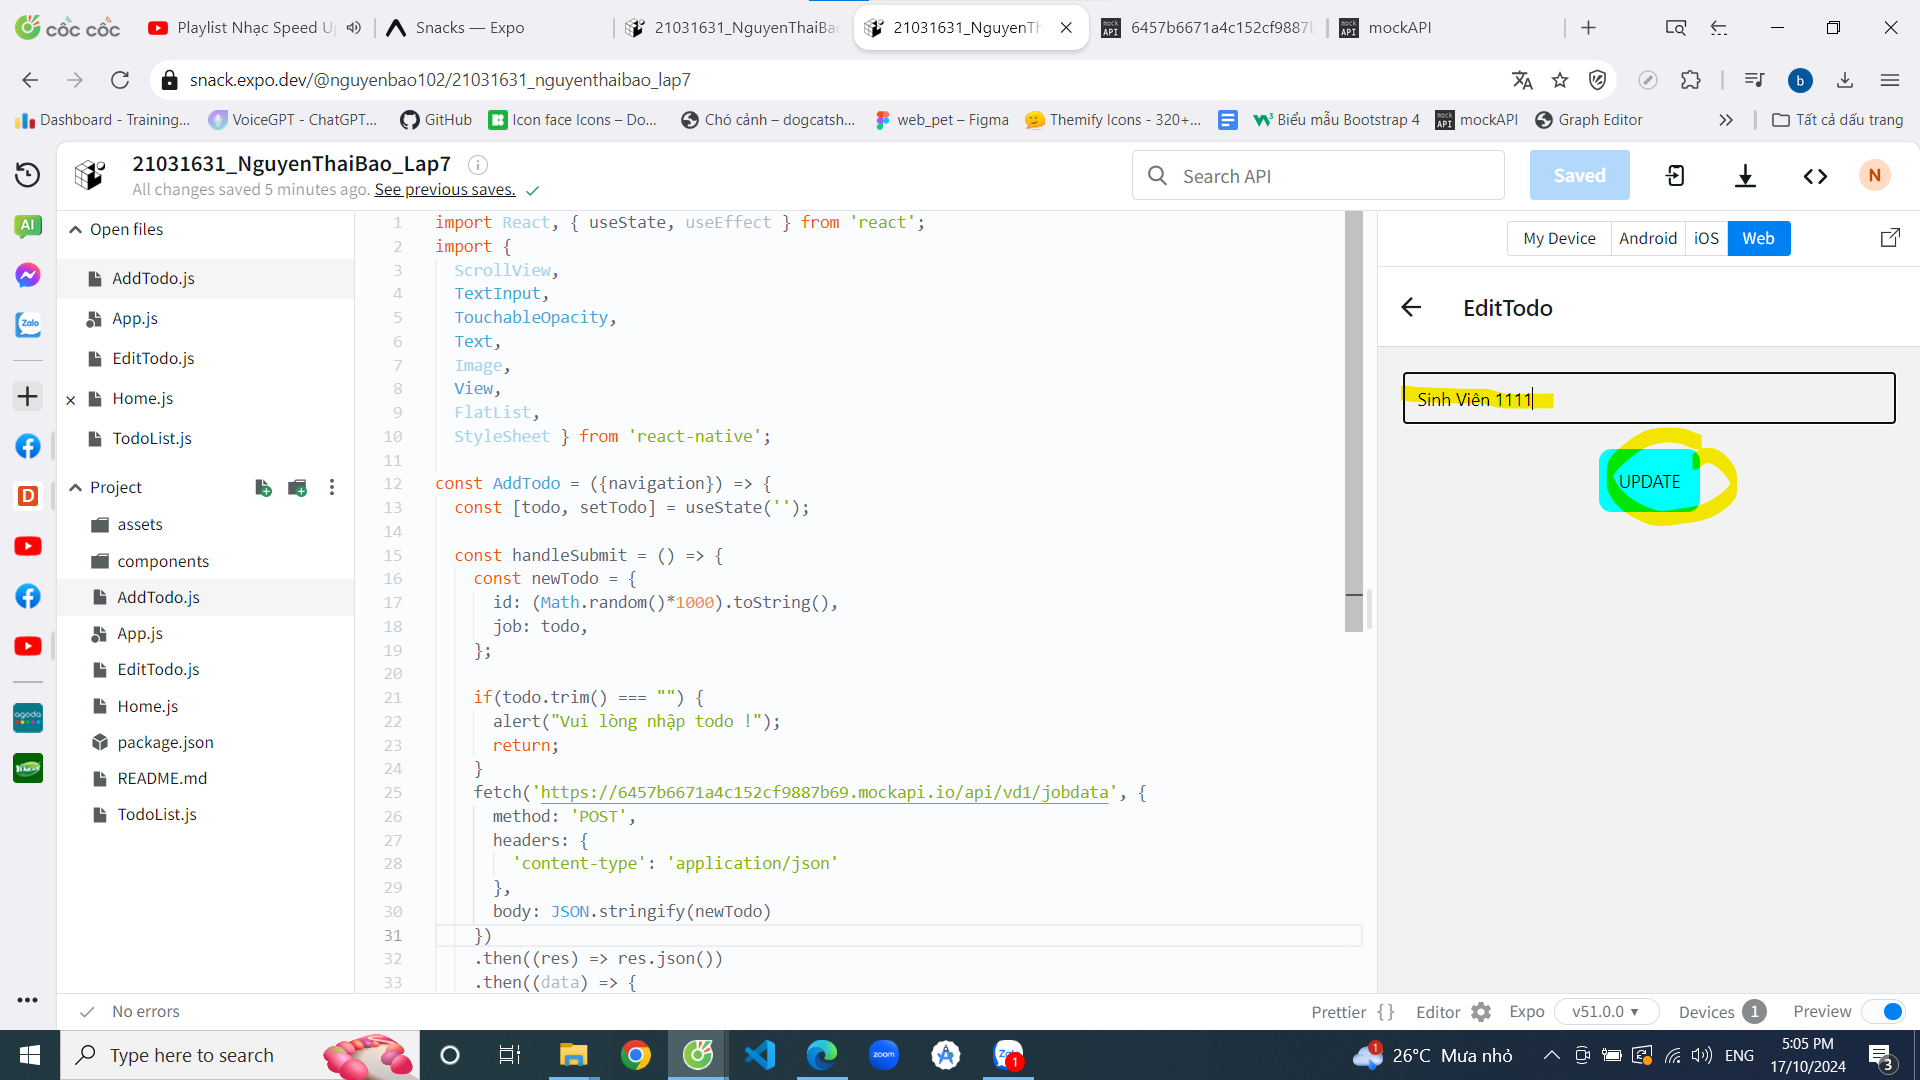 cốc cốc
Playlist Nhạc Speed U
Snacks — Expo
21031631_NguyenThaiBa
21031631_NguyenTh
6457b6671a4c152cf9887b
mockAPI
snack.expo.dev/@nguyenbao102/21031631_nguyenthaibao_lap7
b
Dashboard - Training...
VoiceGPT - ChatGPT...
GitHub
Icon face Icons – Do...
Chó cảnh – dogcatsh...
web_pet – Figma
Themify Icons - 320+...
Biểu mẫu Bootstrap 4
mockAPI
Graph Editor
Tất cả dấu trang
21031631_NguyenThaiBao_Lap7
All changes saved 5 minutes ago. See previous saves.
Search API
Saved
N
AI
Zalo
D
agoda
Open files
AddTodo.js
App.js
EditTodo.js
Home.js
TodoList.js
Project
assets
components
AddTodo.js
App.js
EditTodo.js
Home.js
package.json
README.md
TodoList.js
1 import React, { useState, useEffect } from 'react';
2 import {
3 ScrollView,
4 TextInput,
5 TouchableOpacity,
6 Text,
7 Image,
8 View,
9 FlatList,
10 StyleSheet } from 'react-native';
11
12 const AddTodo = ({navigation}) => {
13 const [todo, setTodo] = useState('');
14
15 const handleSubmit = () => {
16 const newTodo = {
17 id: (Math.random()*1000).toString(),
18 job: todo,
19 };
20
21 if(todo.trim() === "") {
22 alert("Vui lòng nhập todo !");
23 return;
24 }
25 fetch('https://6457b6671a4c152cf9887b69.mockapi.io/api/vd1/jobdata', {
26 method: 'POST',
27 headers: {
28 'content-type': 'application/json'
29 },
30 body: JSON.stringify(newTodo)
31 })
32 .then((res) => res.json())
33 .then((data) => {
My Device
Android
iOS
Web
EditTodo
Sinh Viên 1111
UPDATE
No errors
Prettier { }
Editor
Expo
v51.0.0
Devices 1
Preview
Type here to search
zoom
1
1
26°C Mưa nhỏ
ENG
5:05 PM
17/10/2024
3